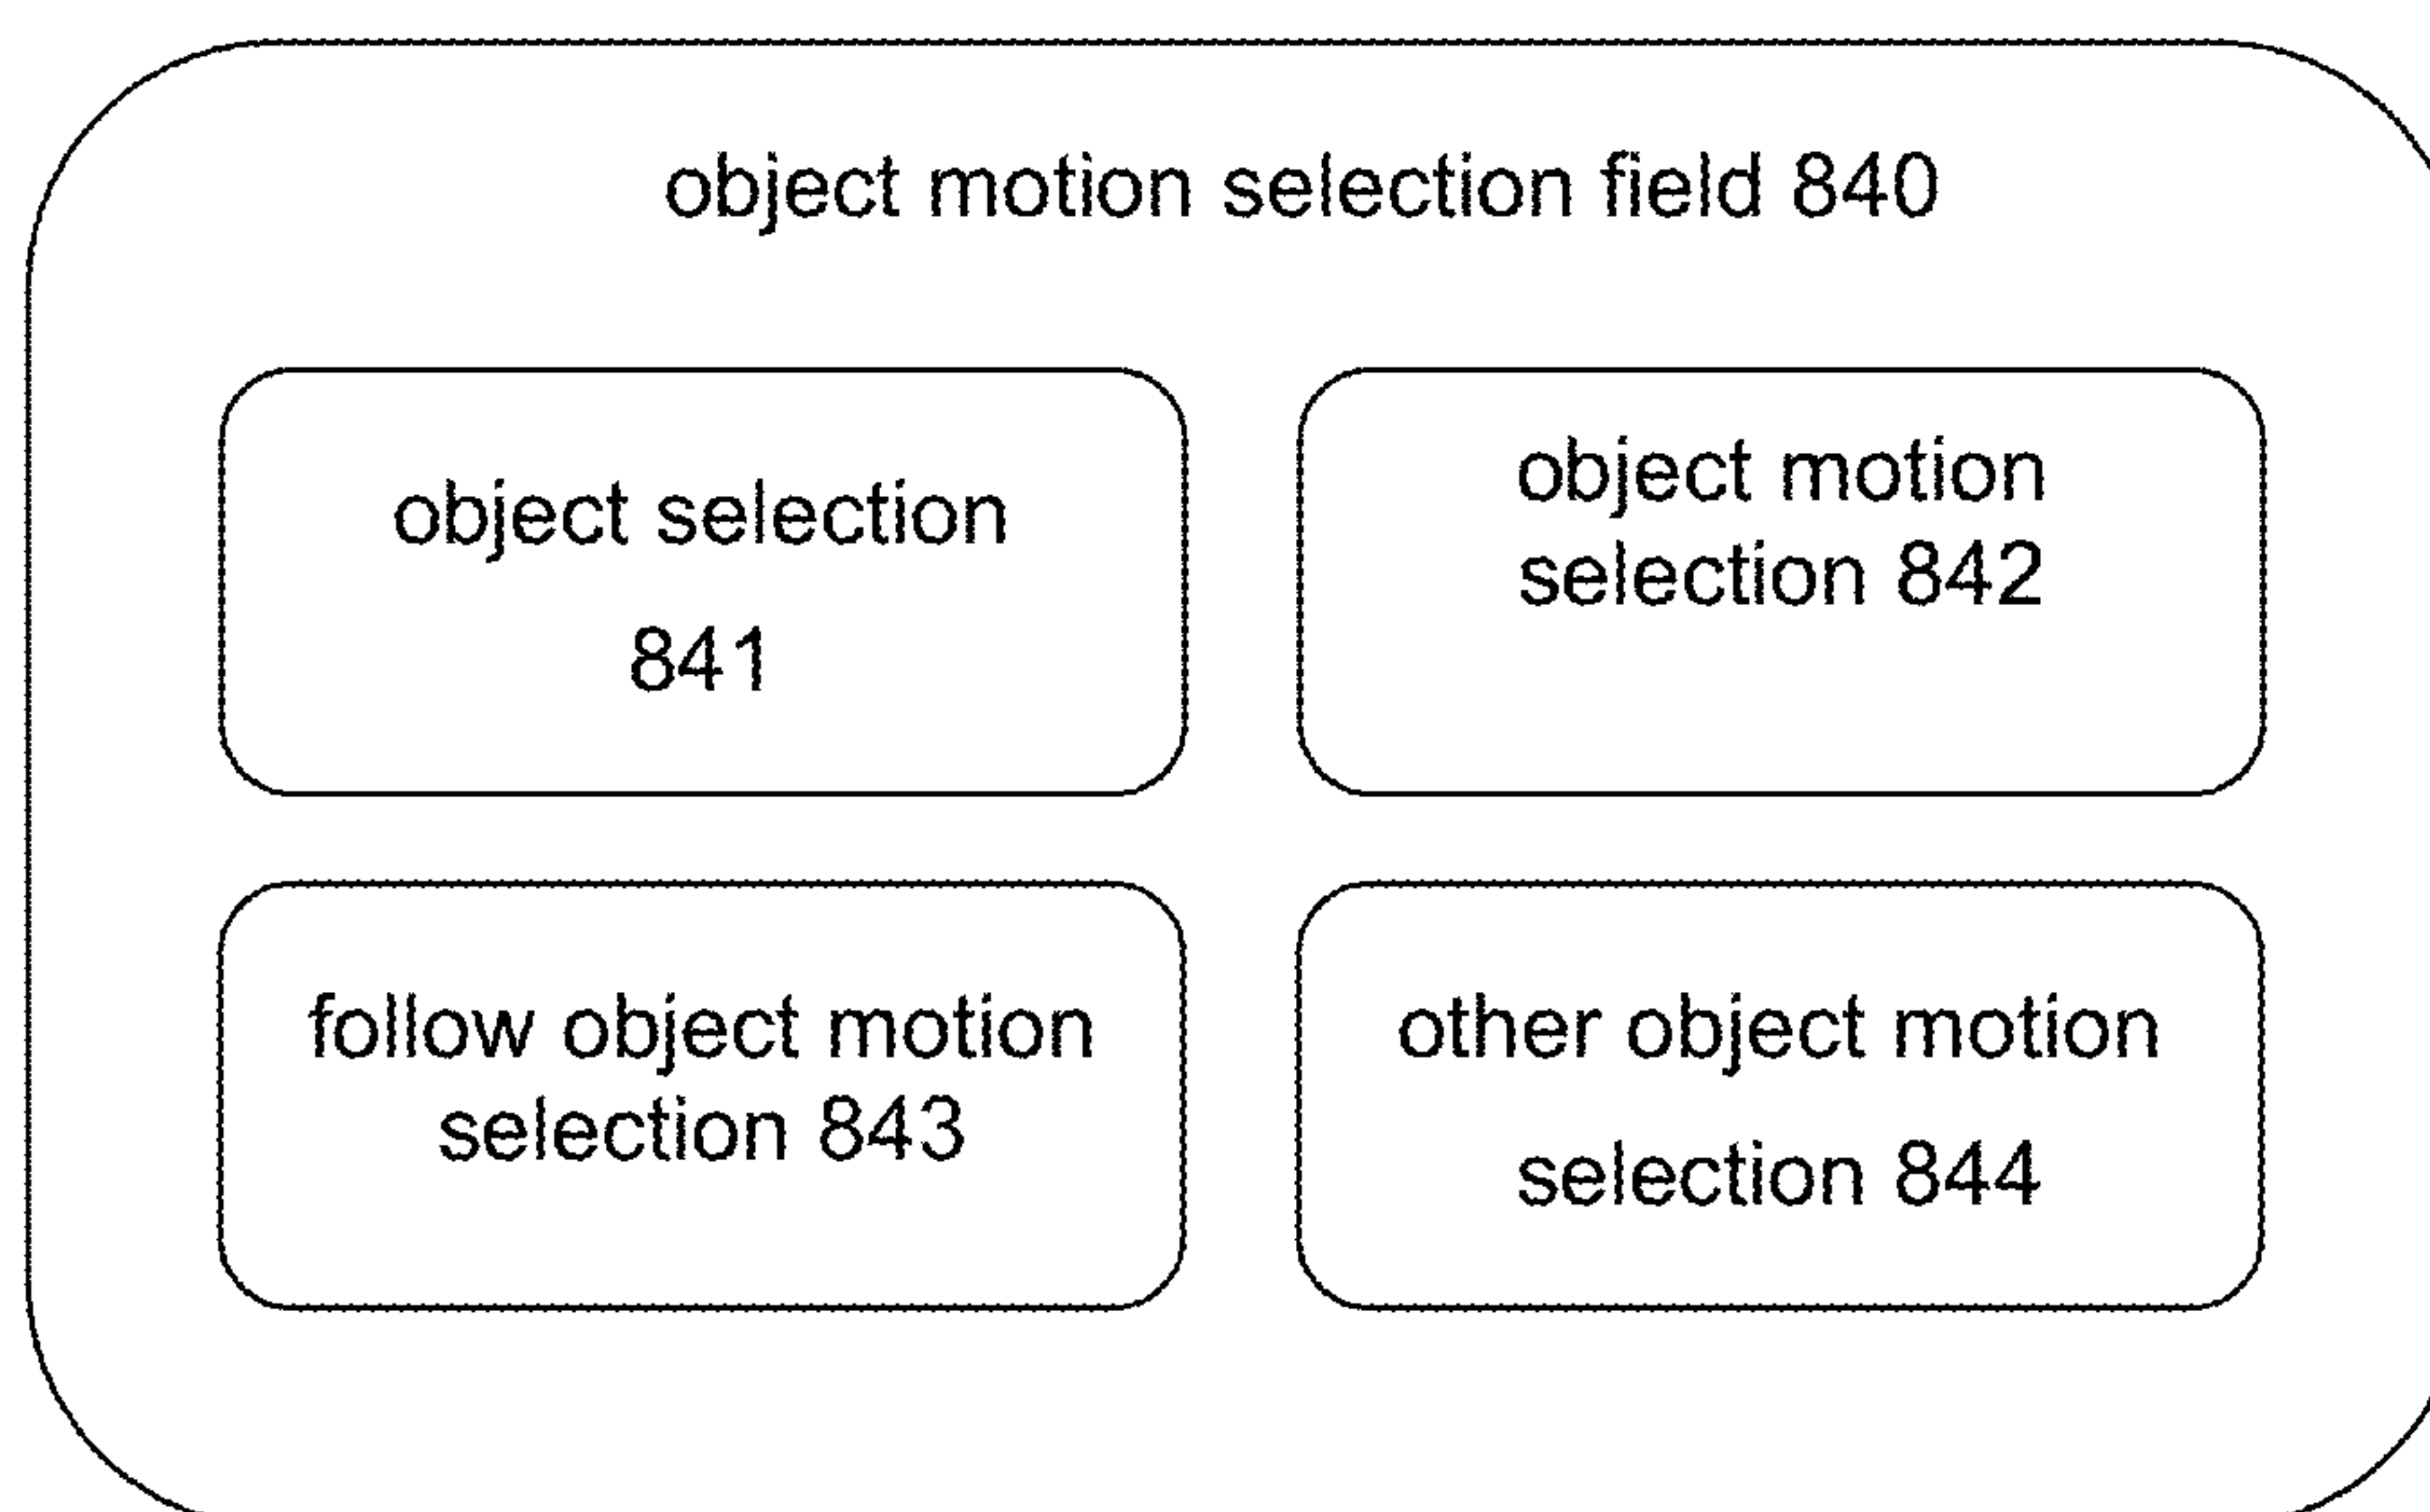 object motion selection field 840
object selection
841
object motion
selection 842
follow object motion
selection 843
other object motion
selection 844